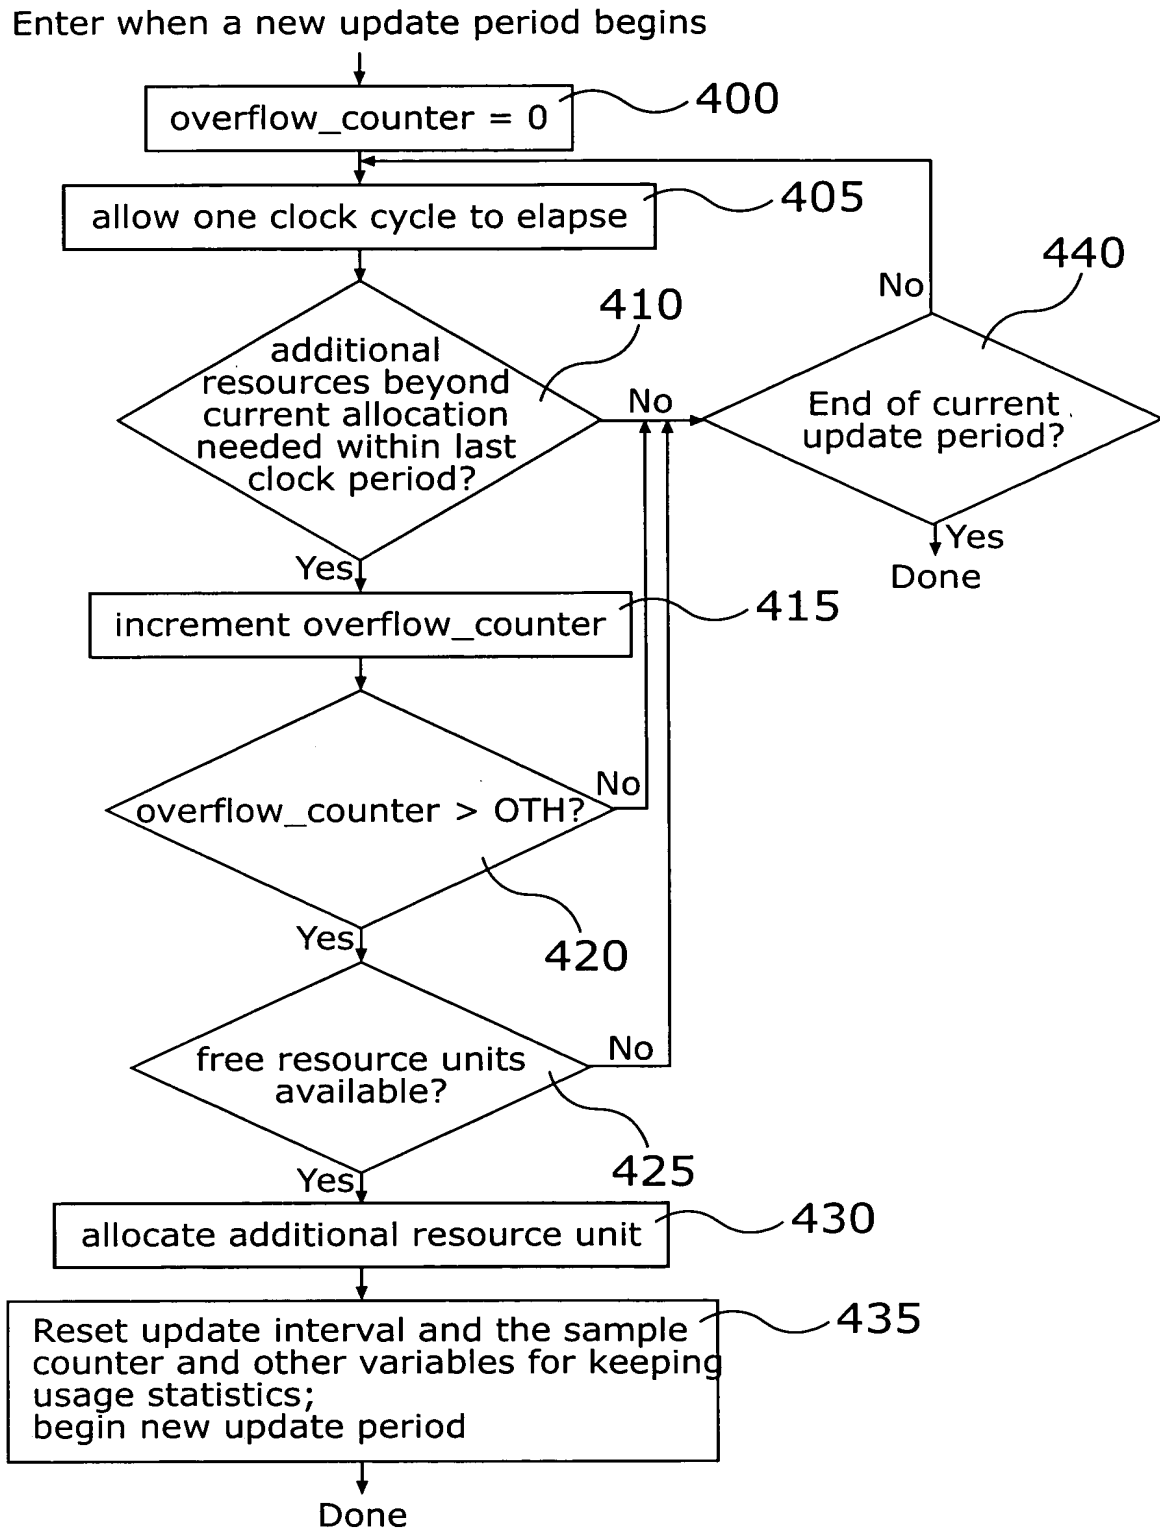 Enter when a new update period begins
overflow_counter = 0
400
allow one clock cycle to elapse
405
440
No
410
additional
resources beyond
current allocation
needed within last
clock period?
No
End of current
update period?
Yes
Done
Yes
increment overflow_counter
415
No
overflow_counter > OTH?
Yes
420
free resource units
available?
No
425
Yes
allocate additional resource unit
430
Reset update interval and the sample
counter and other variables for keeping
usage statistics;
begin new update period
435
Done